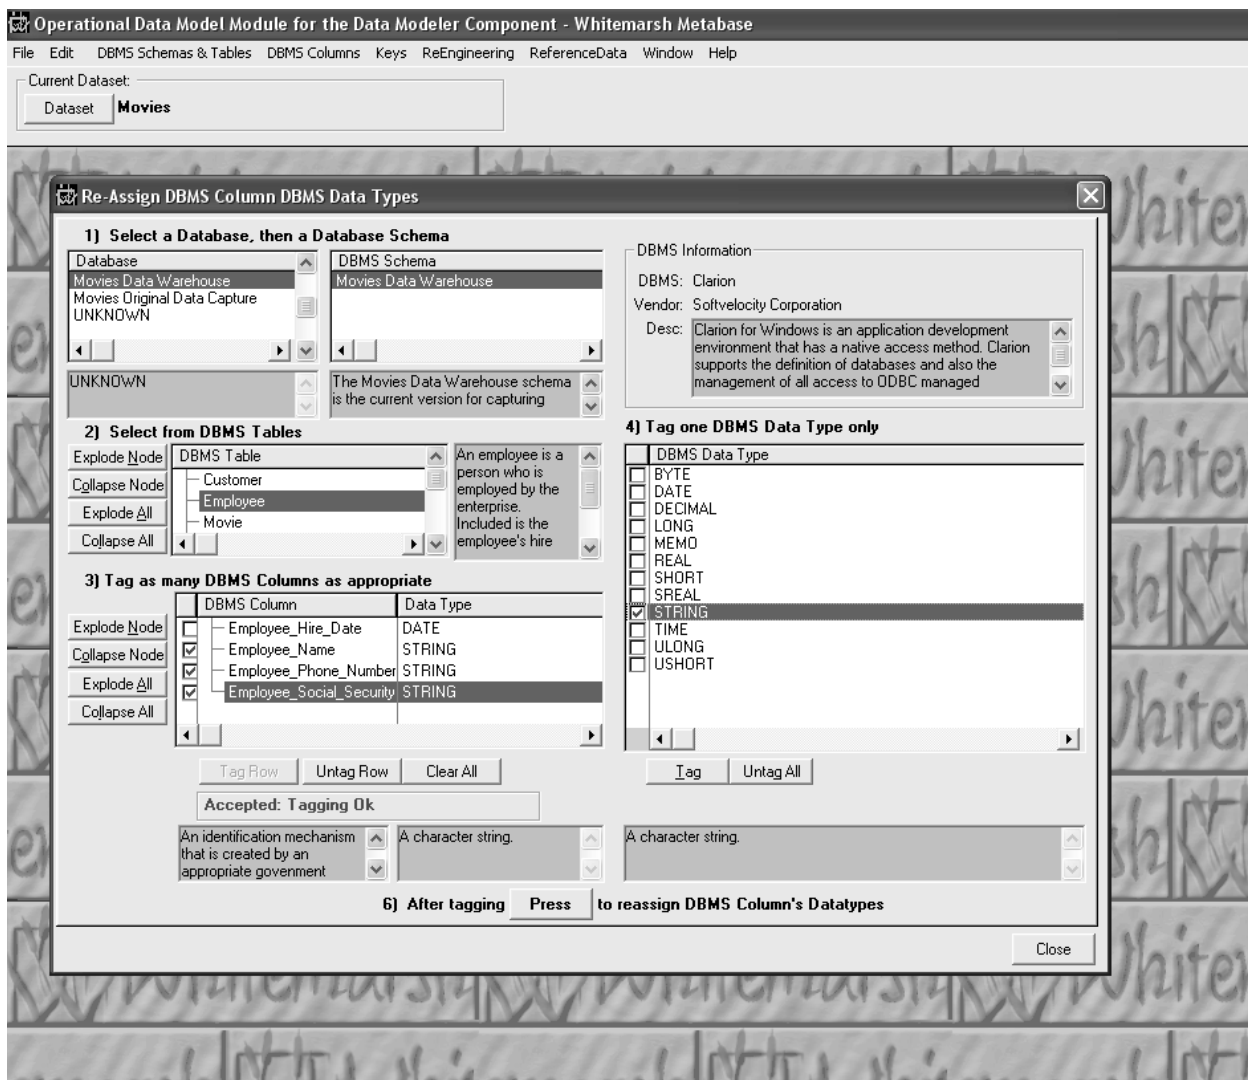 Operational Data Model Module for the Data Modeler Component - Whitemarsh Metabase
File Edit DBMS Schemas & Tables DBMS Columns Keys ReEngineering ReferenceData Window Help
Current Dataset:
Dataset Movies
Re-Assign DBMS Column DBMS Data Types
1) Select a Database, then a Database Schema
Database
Movies Data Warehouse
Movies Original Data Capture
UNKNOWN
DBMS Schema
Movies Data Warehouse
UNKNOWN
The Movies Data Warehouse schema
is the current version for capturing
DBMS Information
DBMS: Clarion
Vendor: Softvelocity Corporation
Desc: Clarion for Windows is an application development
environment that has a native access method. Clarion
supports the definition of databases and also the
management of all access to ODBC managed
2) Select from DBMS Tables
Explode Node
Collapse Node
Explode All
Collapse All
DBMS Table
Customer
Employee
Movie
An employee is a
person who is
employed by the
enterprise.
Included is the
employee's hire
3) Tag as many DBMS Columns as appropriate
Explode Node
Collapse Node
Explode All
Collapse All
DBMS Column Data Type
Employee_Hire_Date DATE
Employee_Name STRING
Employee_Phone_Number STRING
Employee_Social_Security STRING
Tag Row Untag Row Clear All
Accepted: Tagging Ok
An identification mechanism
that is created by an
appropriate govenment
A character string.
4) Tag one DBMS Data Type only
DBMS Data Type
BYTE
DATE
DECIMAL
LONG
MEMO
REAL
SHORT
SREAL
STRING
TIME
ULONG
USHORT
Tag Untag All
A character string.
6) After tagging Press to reassign DBMS Column's Datatypes
Close